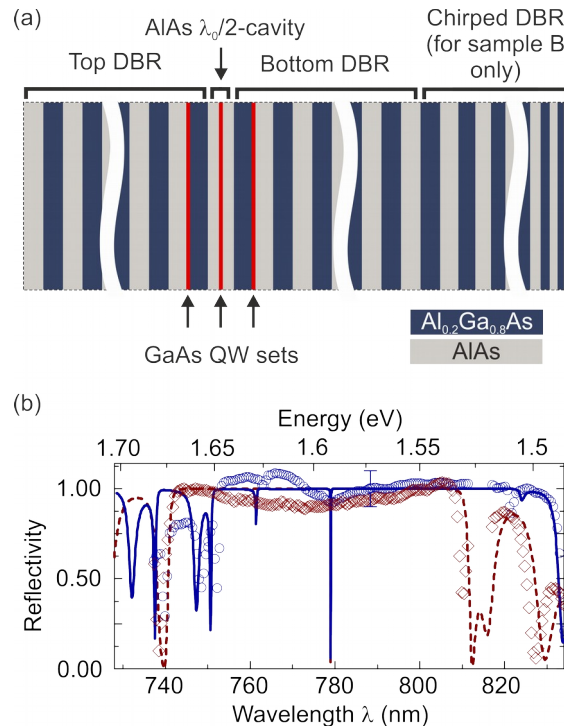 (a)
AlAs λ₀/2-cavity
Chirped DBR
(for sample B
only)
Top DBR
Bottom DBR
GaAs QW sets
Al₀.₂Ga₀.₈As
AlAs
(b)
Energy (eV)
1.70 1.65 1.6 1.55 1.5
Reflectivity
1.00
0.50
0.00
740 760 780 800 820
Wavelength λ (nm)